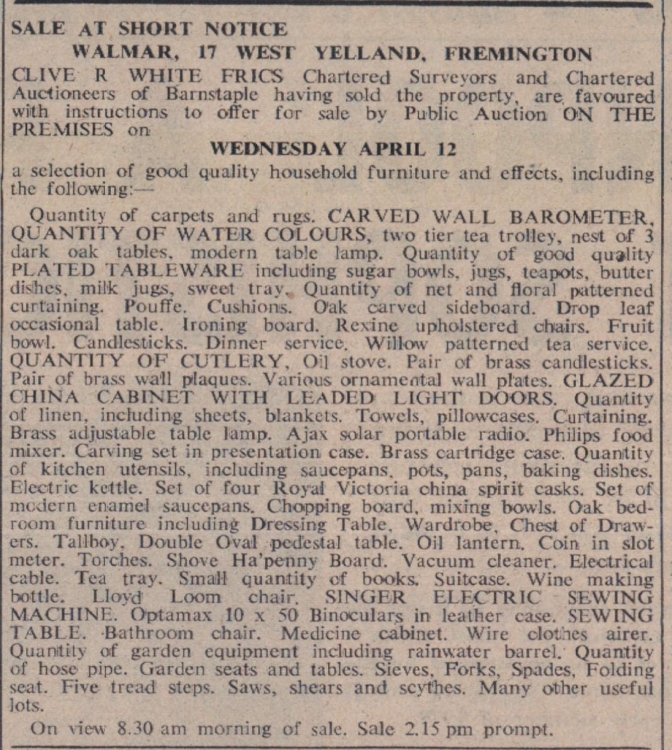 SALE AT SHORT NOTICE
WALMAR, 17 WEST YELLAND, FREMINGTON
CLIVE R WHITE FRICS Chartered Surveyors and Chartered
Auctioneers of Barnstaple having sold the property, are favoured
with instructions to offer for sale by Public Auction ON THE
PREMISES on
WEDNESDAY APRIL 12
a selection of good quality household furniture and effects, including
the following:—
Quantity of carpets and rugs. CARVED WALL BAROMETER,
QUANTITY OF WATER COLOURS, two tier tea trolley, nest of 3
dark oak tables, modern table lamp. Quantity of good quality
PLATED TABLEWARE including sugar bowls, jugs, teapots, butter
dishes, milk jugs, sweet tray. Quantity of net and floral patterned
curtaining. Pouffe. Cushions. Oak carved sideboard. Drop leaf
occasional table. Ironing board. Rexine upholstered chairs. Fruit
bowl. Candlesticks. Dinner service. Willow patterned tea service.
QUANTITY OF CUTLERY, Oil stove. Pair of brass candlesticks.
Pair of brass wall plaques. Various ornamental wall plates. GLAZED
CHINA CABINET WITH LEADED LIGHT DOORS. Quantity
of linen, including sheets, blankets. Towels, pillowcases. Curtaining.
Brass adjustable table lamp. Ajax solar portable radio. Philips food
mixer. Carving set in presentation case. Brass cartridge case. Quantity
of kitchen utensils, including saucepans, pots, pans, baking dishes.
Electric kettle. Set of four Royal Victoria china spirit casks. Set of
modern enamel saucepans. Chopping board, mixing bowls. Oak bed-
room furniture including Dressing Table, Wardrobe, Chest of Draw-
ers. Tallboy, Double Oval pedestal table. Oil lantern. Coin in slot
meter. Torches. Shove Ha'penny Board. Vacuum cleaner. Electrical
cable. Tea tray. Small quantity of books. Suitcase. Wine making
bottle. Lloyd Loom chair. SINGER ELECTRIC SEWING
MACHINE. Optamax 10 x 50 Binoculars in leather case. SEWING
TABLE. Bathroom chair. Medicine cabinet. Wire clothes airer.
Quantity of garden equipment including rainwater barrel. Quantity
of hose pipe. Garden seats and tables. Sieves, Forks, Spades, Folding
seat. Five tread steps. Saws, shears and scythes. Many other useful
lots.
On view 8.30 am morning of sale. Sale 2.15 pm prompt.